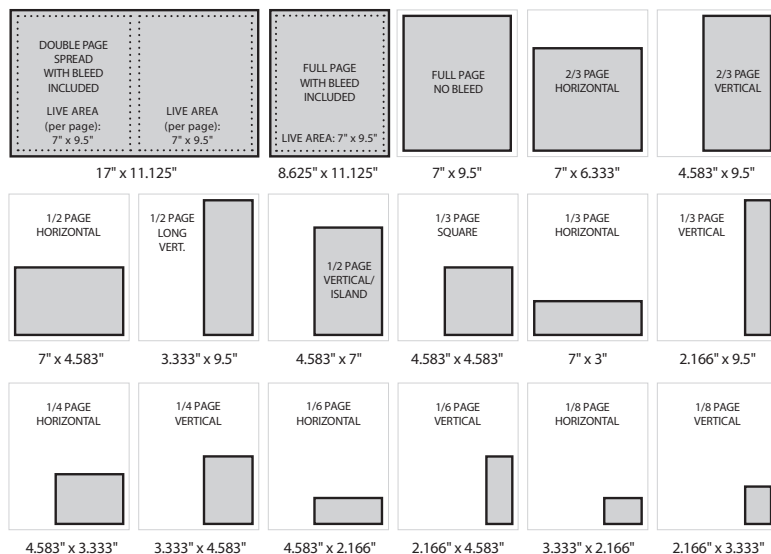 DOUBLE PAGE
SPREAD
WITH BLEED
INCLUDED
LIVE AREA
(per page):
7" x 9.5"
LIVE AREA
(per page):
7" x 9.5"
17" x 11.125"
FULL PAGE
WITH BLEED
INCLUDED
LIVE AREA: 7" x 9.5"
8.625" x 11.125"
FULL PAGE
NO BLEED
7" x 9.5"
2/3 PAGE
HORIZONTAL
7" x 6.333"
2/3 PAGE
VERTICAL
4.583" x 9.5"
1/2 PAGE
HORIZONTAL
7" x 4.583"
1/2 PAGE
LONG
VERT.
3.333" x 9.5"
1/2 PAGE
VERTICAL/
ISLAND
4.583" x 7"
1/3 PAGE
SQUARE
4.583" x 4.583"
1/3 PAGE
HORIZONTAL
7" x 3"
1/3 PAGE
VERTICAL
2.166" x 9.5"
1/4 PAGE
HORIZONTAL
4.583" x 3.333"
1/4 PAGE
VERTICAL
3.333" x 4.583"
1/6 PAGE
HORIZONTAL
4.583" x 2.166"
1/6 PAGE
VERTICAL
2.166" x 4.583"
1/8 PAGE
HORIZONTAL
3.333" x 2.166"
1/8 PAGE
VERTICAL
2.166" x 3.333"